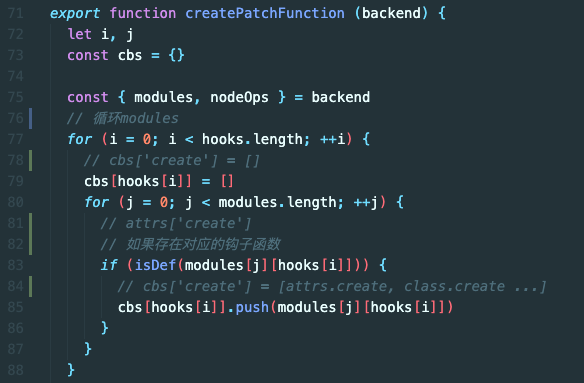 71 export function createPatchFunction (backend) {
72 let i, j
73 const cbs = {}
74
75 const { modules, nodeOps } = backend
76 // 循环modules
77 for (i = 0; i < hooks.length; ++i) {
78 // cbs['create'] = []
79 cbs[hooks[i]] = []
80 for (j = 0; j < modules.length; ++j) {
81 // attrs['create']
82 // 如果存在对应的钩子函数
83 if (isDef(modules[j][hooks[i]])) {
84 // cbs['create'] = [attrs.create, class.create ...]
85 cbs[hooks[i]].push(modules[j][hooks[i]])
86 }
87 }
88 }